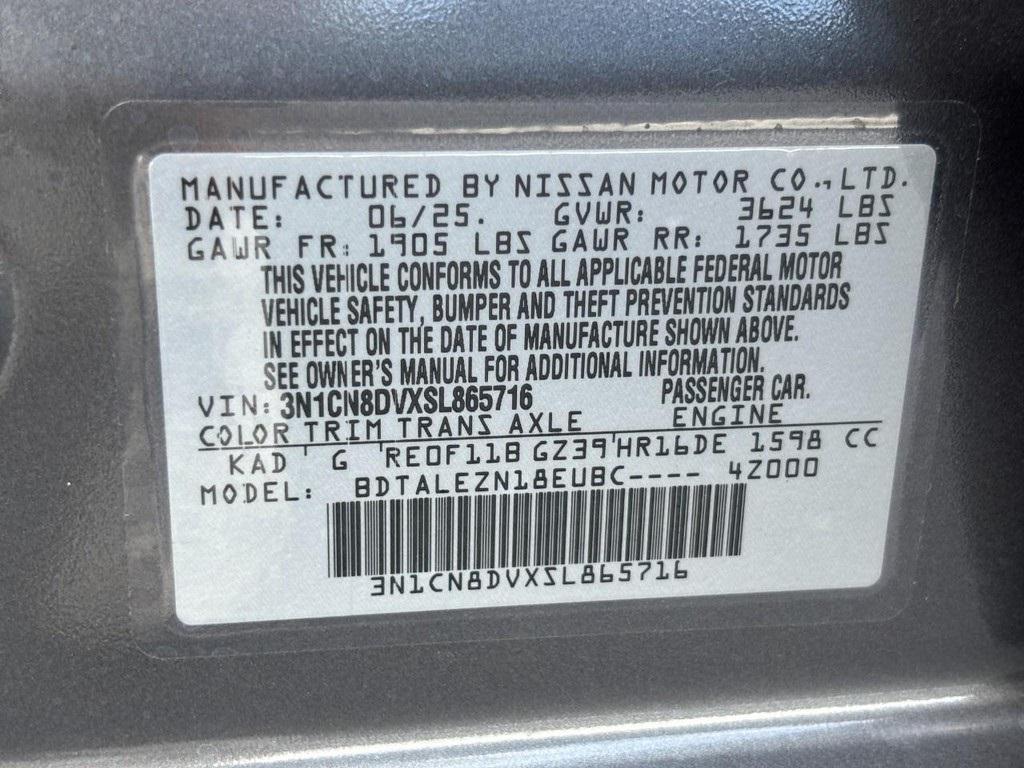 MANUFACTURED BY NISSAN MOTOR CO., LTD.
DATE: 06/25. GVWR: 3624 LBS
GAWR FR: 1905 LBS GAWR RR: 1735 LBS
THIS VEHICLE CONFORMS TO ALL APPLICABLE FEDERAL MOTOR
VEHICLE SAFETY, BUMPER AND THEFT PREVENTION STANDARDS
IN EFFECT ON THE DATE OF MANUFACTURE SHOWN ABOVE.
SEE OWNER'S MANUAL FOR ADDITIONAL INFORMATION.
VIN: 3N1CN8DVXSL865716 PASSENGER CAR.
COLOR TRIM TRANS AXLE ENGINE
KAD G RE0F11B GZ39 HR16DE 1598 CC
MODEL: BDTALEZN18EUBC---- 4Z000
3N1CN8DVXSL865716